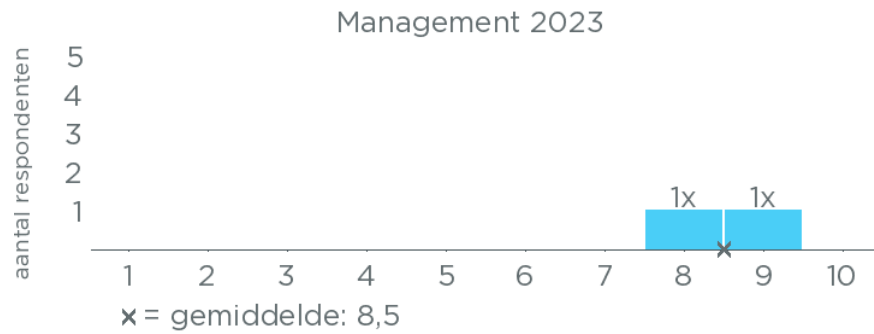 Management 2023
aantal respondenten
5
4
3
2
1
1x 1x
1 2 3 4 5 6 7 8 9 10
x = gemiddelde: 8,5